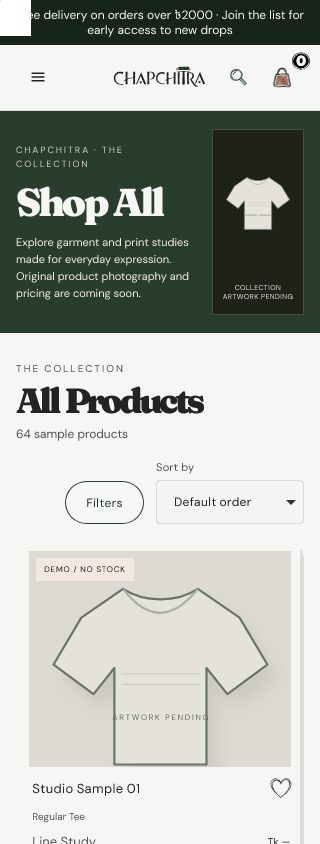 ee delivery on orders over ৳2000 · Join the list for
early access to new drops
CHAPCHITRA
0
CHAPCHITRA · THE
COLLECTION
Shop All
Explore garment and print studies
made for everyday expression.
Original product photography and
pricing are coming soon.
COLLECTION
ARTWORK PENDING
THE COLLECTION
All Products
64 sample products
Sort by
Filters
Default order
DEMO / NO STOCK
ARTWORK PENDING
Studio Sample 01
Regular Tee
Line Study
Tk —